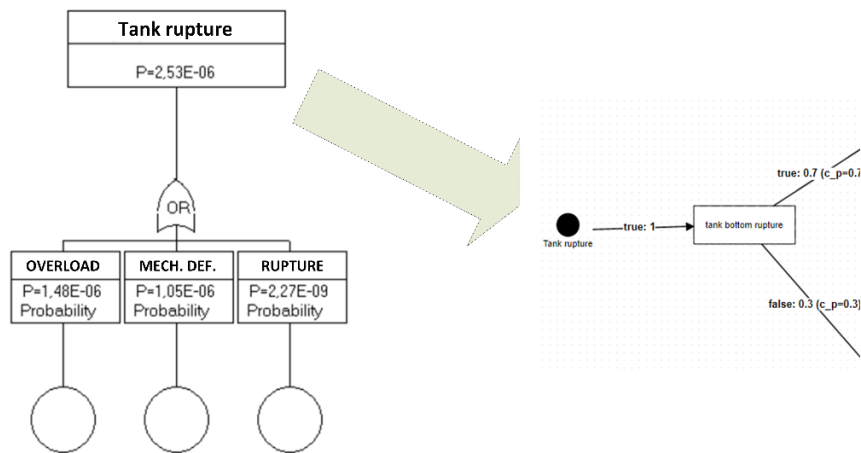 Tank rupture
P=2,53E-06
OR
OVERLOAD
P=1,48E-06
Probability
MECH. DEF.
P=1,05E-06
Probability
RUPTURE
P=2,27E-09
Probability
true: 0.7 (c_p=0.7
tank bottom rupture
true: 1
Tank rupture
false: 0.3 (c_p=0.3)